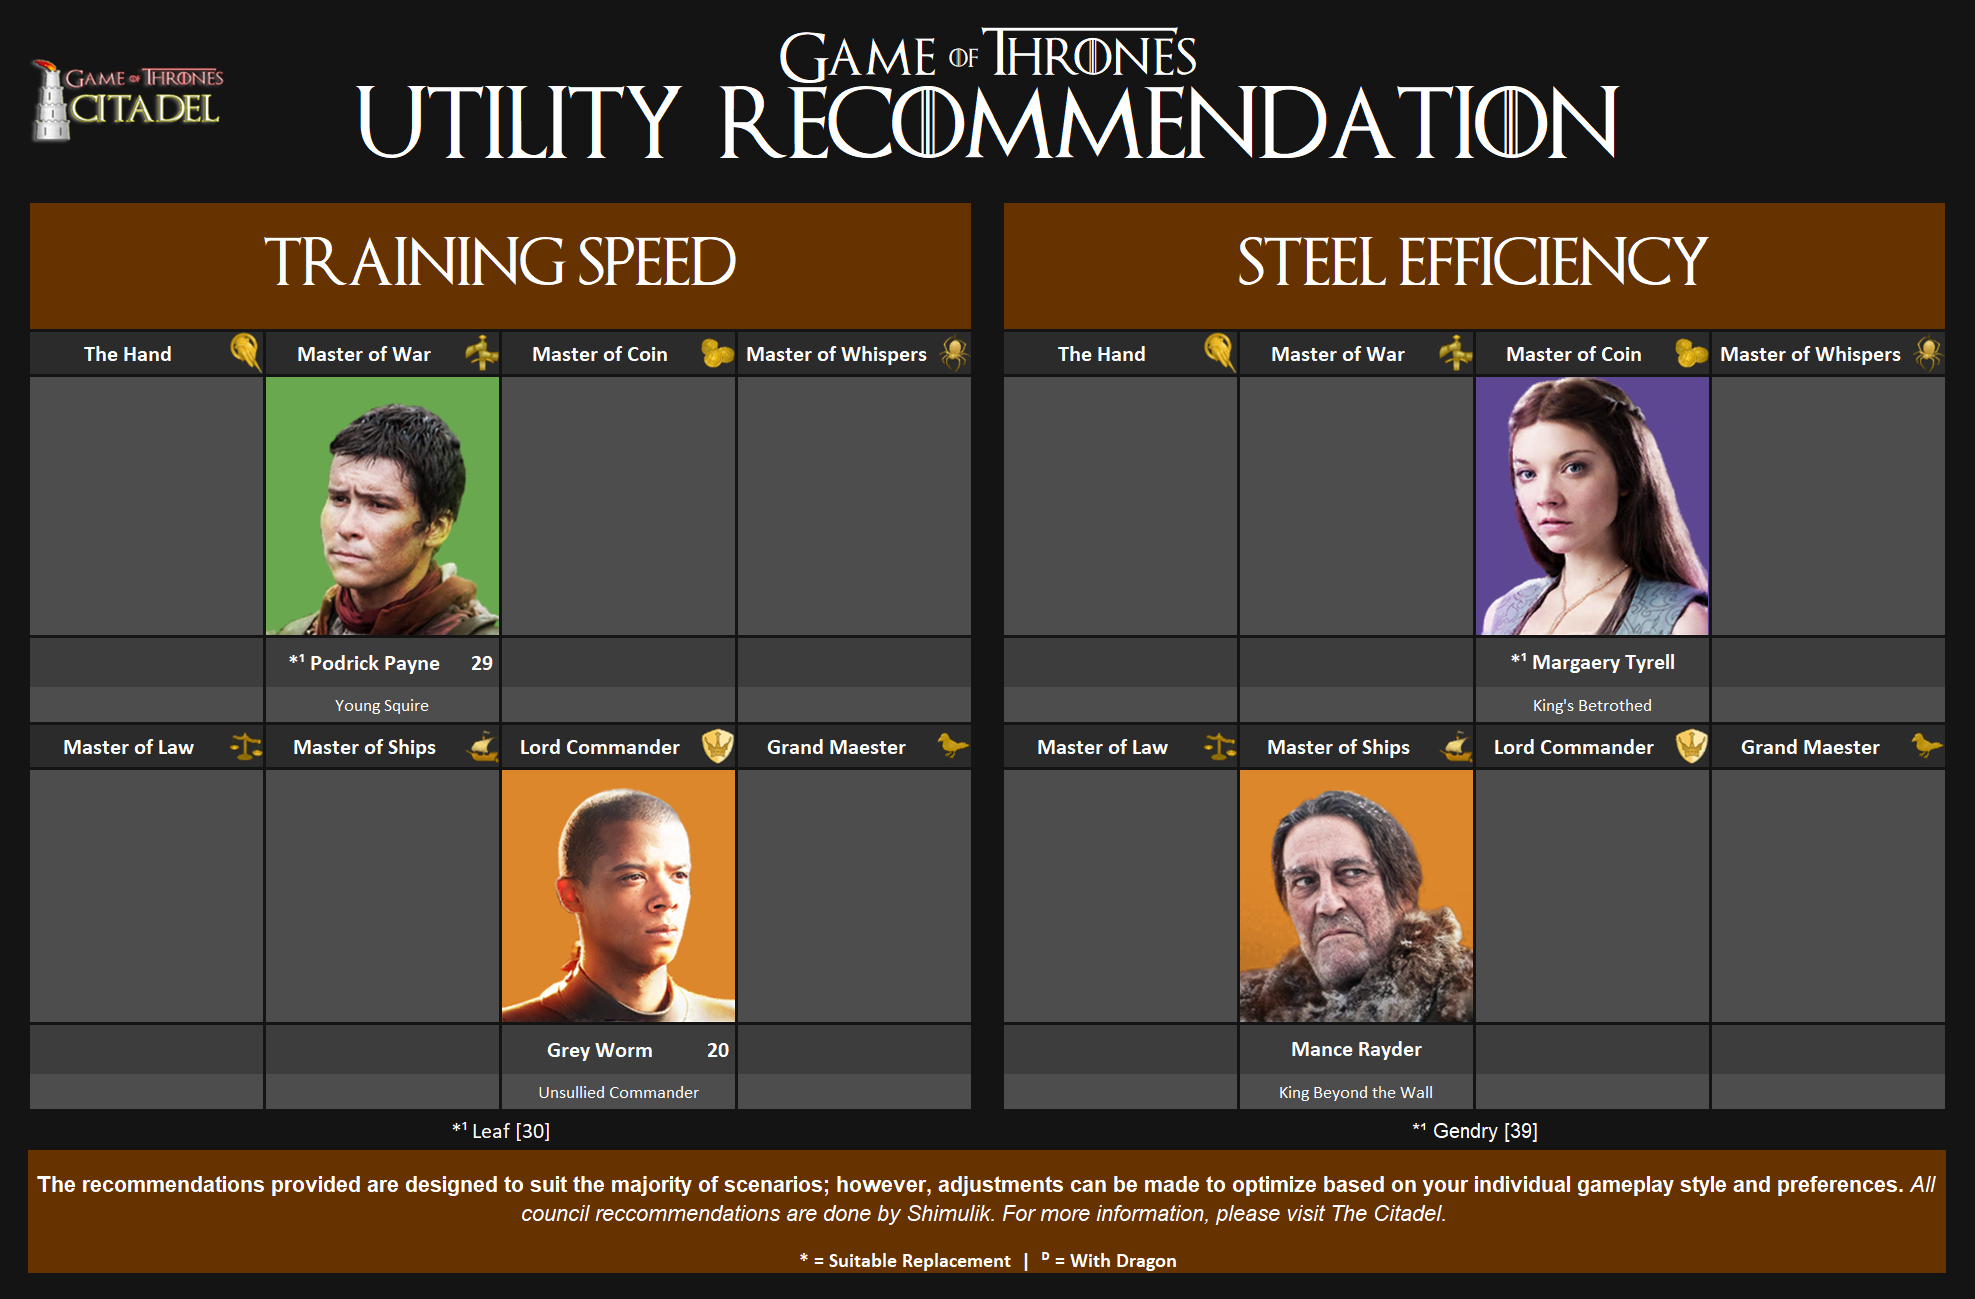 GAME OF THRONES
CITADEL
GAME OF THRONES
UTILITY RECOMMENDATION
TRAINING SPEED
The Hand Master of War Master of Coin Master of Whispers
*¹ Podrick Payne 29
Young Squire
Master of Law Master of Ships Lord Commander Grand Maester
Grey Worm 20
Unsullied Commander
*¹ Leaf [30]
STEEL EFFICIENCY
The Hand Master of War Master of Coin Master of Whispers
*¹ Margaery Tyrell
King's Betrothed
Master of Law Master of Ships Lord Commander Grand Maester
Mance Rayder
King Beyond the Wall
*¹ Gendry [39]
The recommendations provided are designed to suit the majority of scenarios; however, adjustments can be made to optimize based on your individual gameplay style and preferences. All
council reccommendations are done by Shimulik. For more information, please visit The Citadel.
* = Suitable Replacement | ᴰ = With Dragon